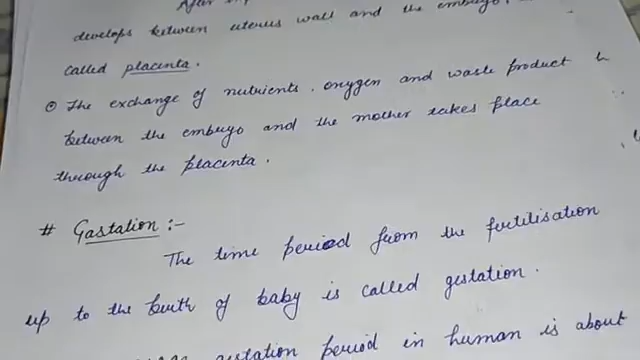 After
develops between uterus wall and the embryo,
called placenta.
⊙ The exchange of nutrients, oxygen and waste product
between the embryo and the mother takes place
through the placenta.
# Gastation :-
The time period from the fertilisation
up to the birth of baby is called gestation.
gestation period in human is about